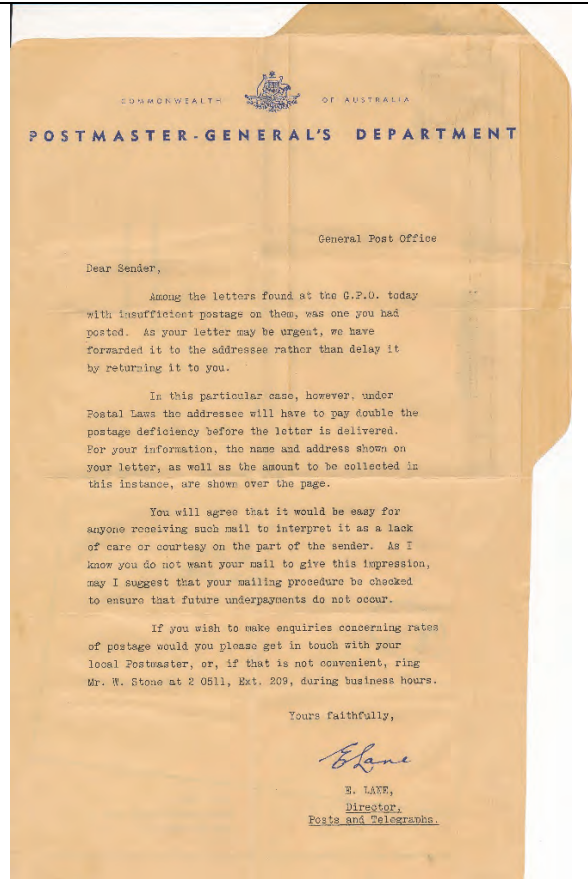 COMMONWEALTH OF AUSTRALIA
POSTMASTER-GENERAL'S DEPARTMENT
General Post Office
Dear Sender,
Among the letters found at the G.P.O. today
with insufficient postage on them, was one you had
posted. As your letter may be urgent, we have
forwarded it to the addressee rather than delay it
by returning it to you.
In this particular case, however, under
Postal Laws the addressee will have to pay double the
postage deficiency before the letter is delivered.
For your information, the name and address shown on
your letter, as well as the amount to be collected in
this instance, are shown over the page.
You will agree that it would be easy for
anyone receiving such mail to interpret it as a lack
of care or courtesy on the part of the sender. As I
know you do not want your mail to give this impression,
may I suggest that your mailing procedure be checked
to ensure that future underpayments do not occur.
If you wish to make enquiries concerning rates
of postage would you please get in touch with your
local Postmaster, or, if that is not convenient, ring
Mr. W. Stone at 2 0511, Ext. 209, during business hours.
Yours faithfully,
E Lane
E. LANE,
Director,
Posts and Telegraphs.